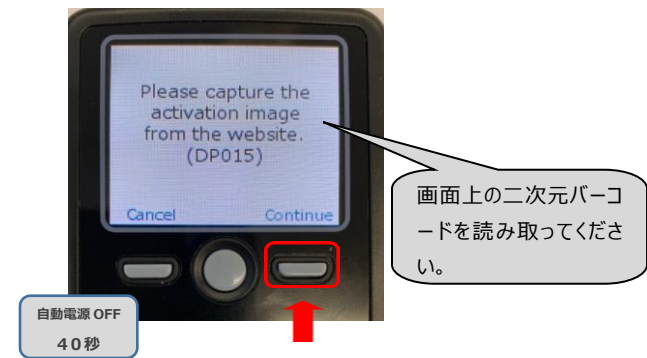 Please capture the
activation image
from the website.
(DP015)
Cancel
Continue
画面上の二次元バーコ
ードを読み取ってくださ
い。
自動電源 OFF
４０秒